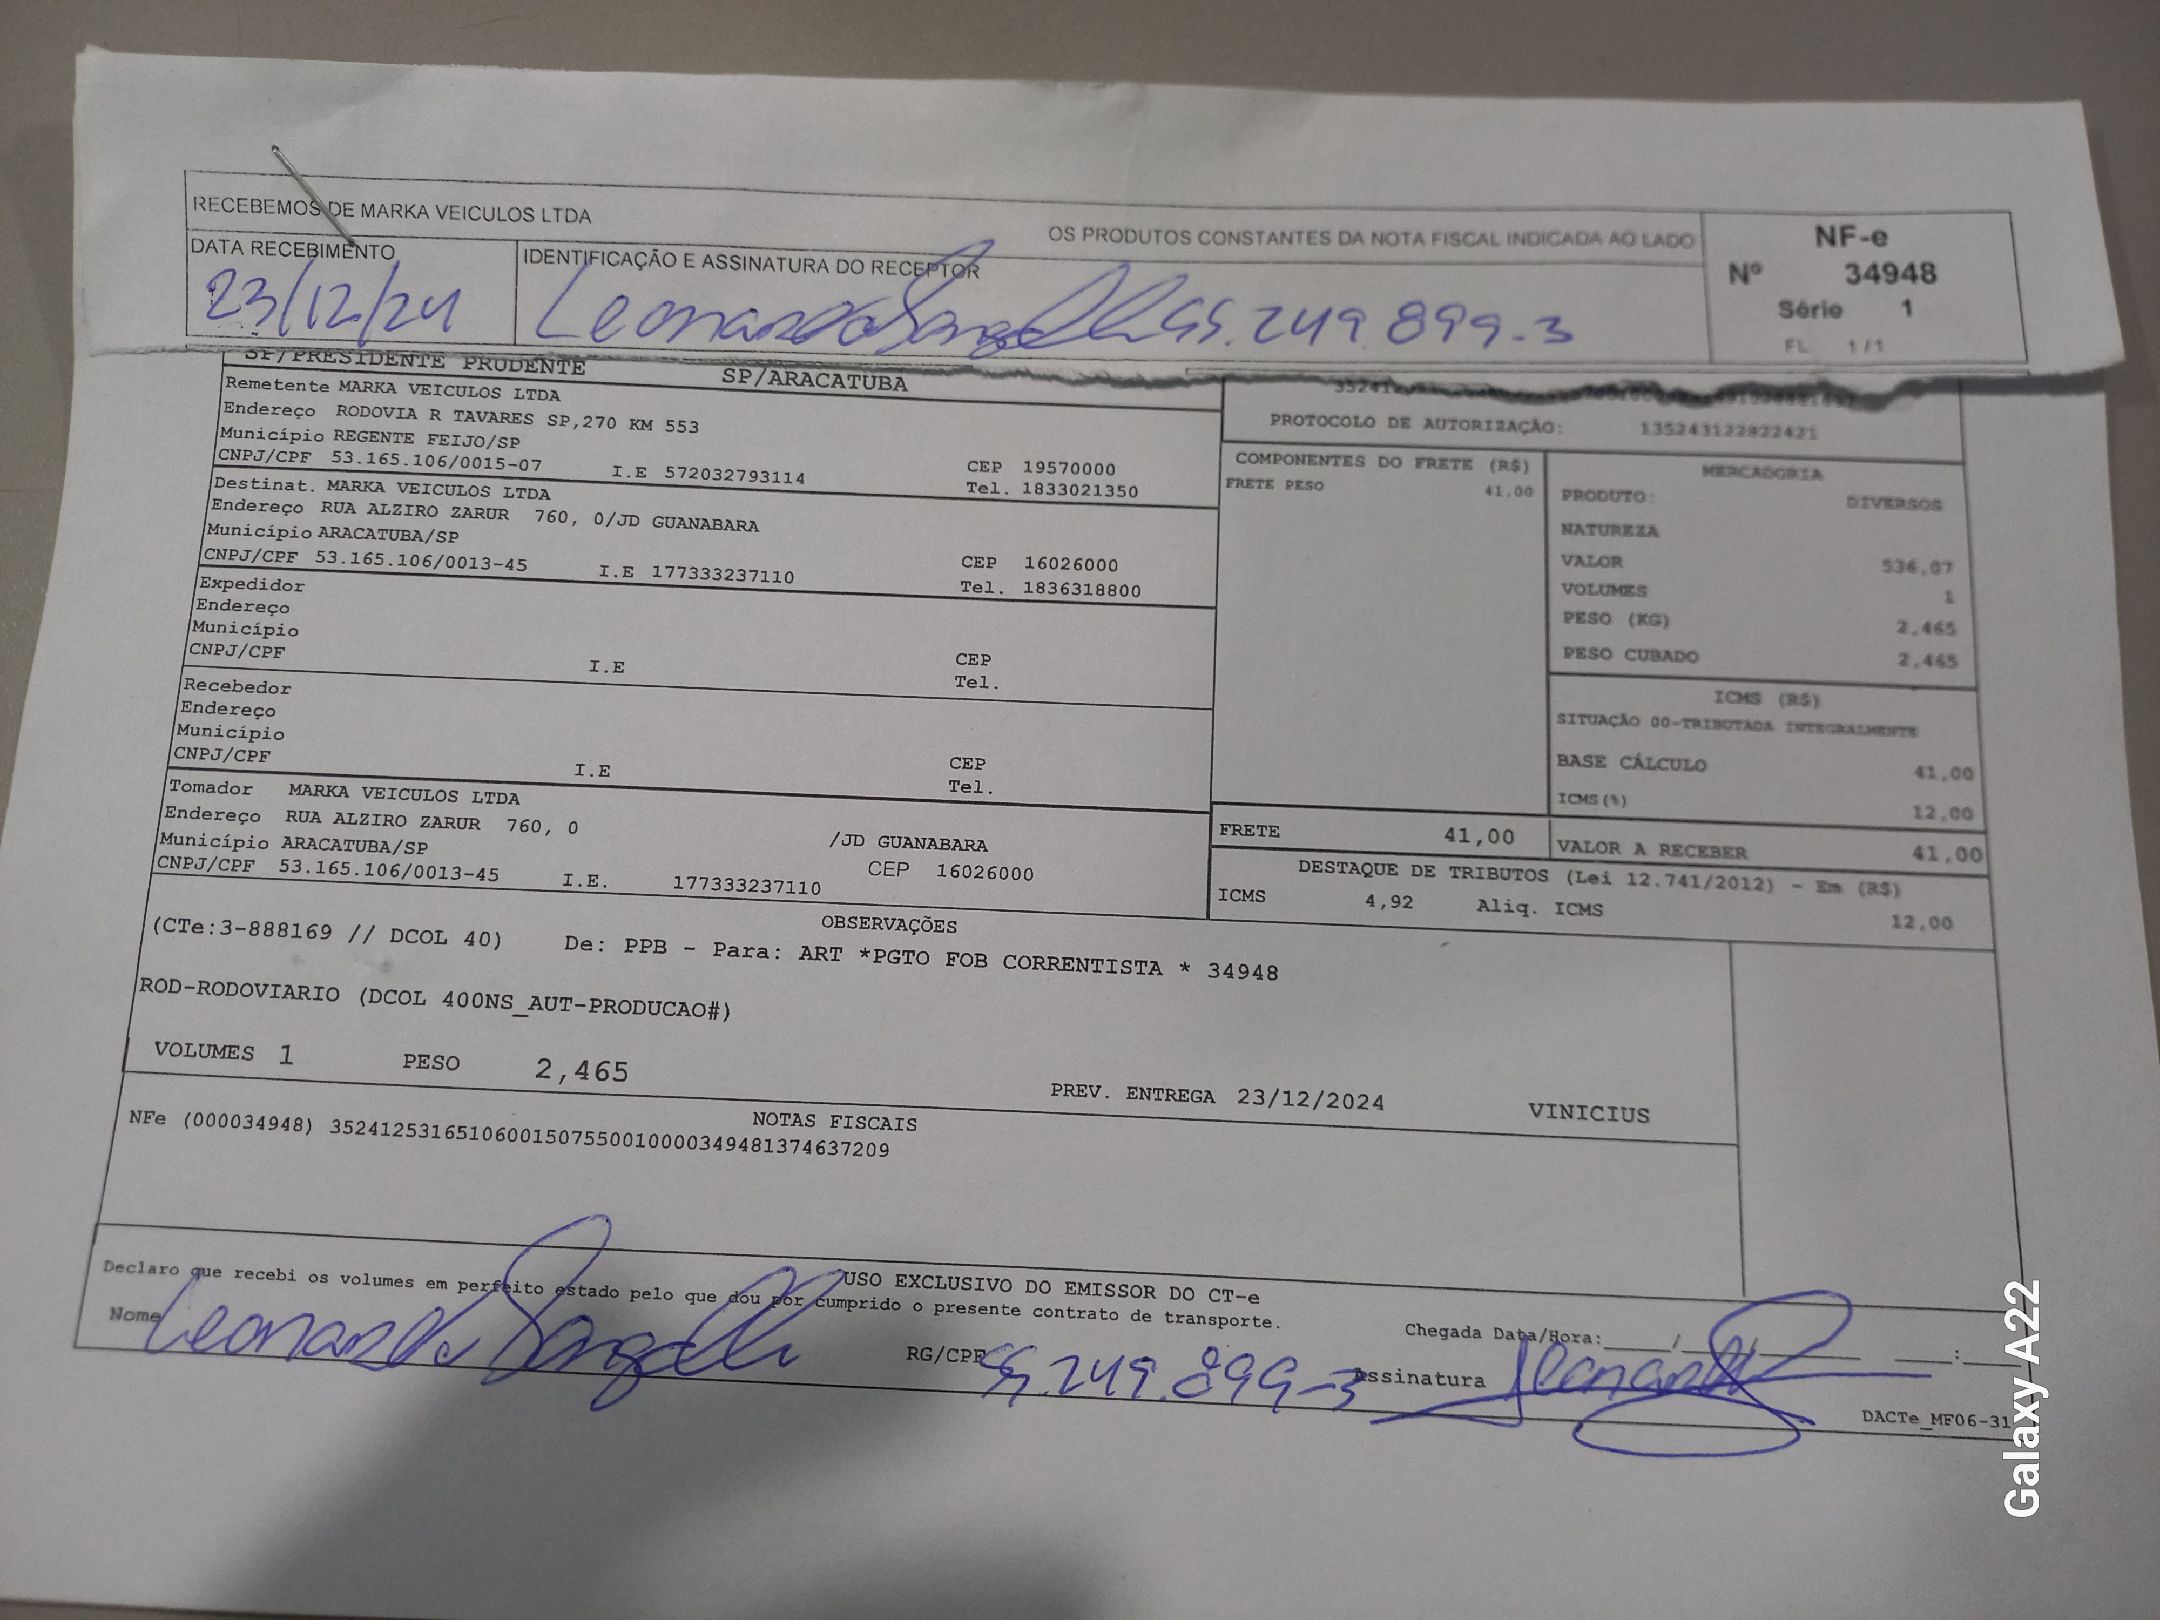 RECEBEMOS DE MARKA VEICULOS LTDA
OS PRODUTOS CONSTANTES DA NOTA FISCAL INDICADA AO LADO
DATA RECEBIMENTO
23/12/24
IDENTIFICAÇÃO E ASSINATURA DO RECEPTOR
Leonardo
.249.899-3
NF-e
Nº 34948
Série 1
FL 1/1
SP/PRESIDENTE PRUDENTE SP/ARACATUBA
Remetente MARKA VEICULOS LTDA
Endereço RODOVIA R TAVARES SP,270 KM 553
Município REGENTE FEIJO/SP CEP 19570000
CNPJ/CPF 53.165.106/0015-07 I.E 572032793114 Tel. 1833021350
Destinat. MARKA VEICULOS LTDA
Endereço RUA ALZIRO ZARUR 760, 0/JD GUANABARA
Município ARACATUBA/SP CEP 16026000
CNPJ/CPF 53.165.106/0013-45 I.E 177333237110 Tel. 1836318800
Expedidor
Endereço
Município CEP
CNPJ/CPF I.E Tel.
Recebedor
Endereço
Município CEP
CNPJ/CPF I.E Tel.
Tomador MARKA VEICULOS LTDA
Endereço RUA ALZIRO ZARUR 760, 0 /JD GUANABARA
Município ARACATUBA/SP CEP 16026000
CNPJ/CPF 53.165.106/0013-45 I.E. 177333237110
PROTOCOLO DE AUTORIZAÇÃO: 135243122822421
COMPONENTES DO FRETE (R$)
FRETE PESO 41,00
MERCADORIA
PRODUTO: DIVERSOS
NATUREZA
VALOR 536,07
VOLUMES 1
PESO (KG) 2,465
PESO CUBADO 2,465
ICMS (R$)
SITUAÇÃO 00-TRIBUTADA INTEGRALMENTE
BASE CÁLCULO 41,00
ICMS(%) 12,00
FRETE 41,00 VALOR A RECEBER 41,00
DESTAQUE DE TRIBUTOS (Lei 12.741/2012) - Em (R$)
ICMS 4,92 Aliq. ICMS 12,00
OBSERVAÇÕES
(CTe:3-888169 // DCOL 40) De: PPB - Para: ART *PGTO FOB CORRENTISTA * 34948
ROD-RODOVIARIO (DCOL 400NS_AUT-PRODUCAO#)
VOLUMES 1 PESO 2,465 PREV. ENTREGA 23/12/2024 VINICIUS
NOTAS FISCAIS
NFe (000034948) 35241253165106001507550010000349481374637209
USO EXCLUSIVO DO EMISSOR DO CT-e
Declaro que recebi os volumes em perfeito estado pelo que dou por cumprido o presente contrato de transporte.
Chegada Data/Hora:_____/_____/_____ ____:____
Nome Leonardo RG/CPF .249.899-3 Assinatura Leonardo
DACTe_MF06-31
Galaxy A22